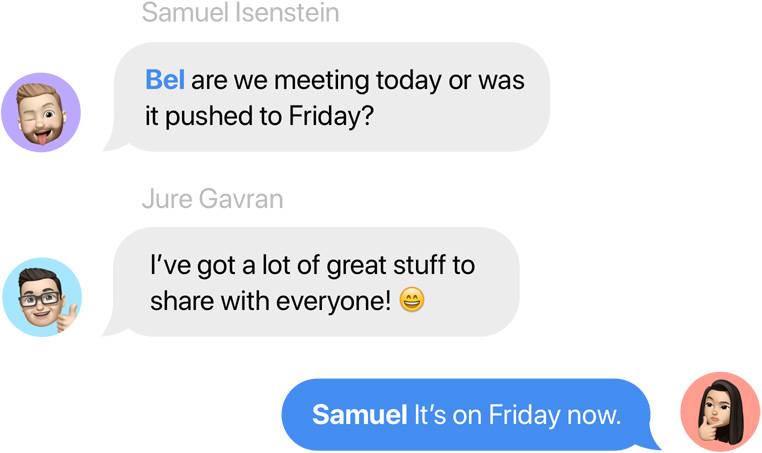 Samuel Isenstein
Bel are we meeting today or was
it pushed to Friday?
Jure Gavran
I’ve got a lot of great stuff to
share with everyone! 😄
Samuel It’s on Friday now.